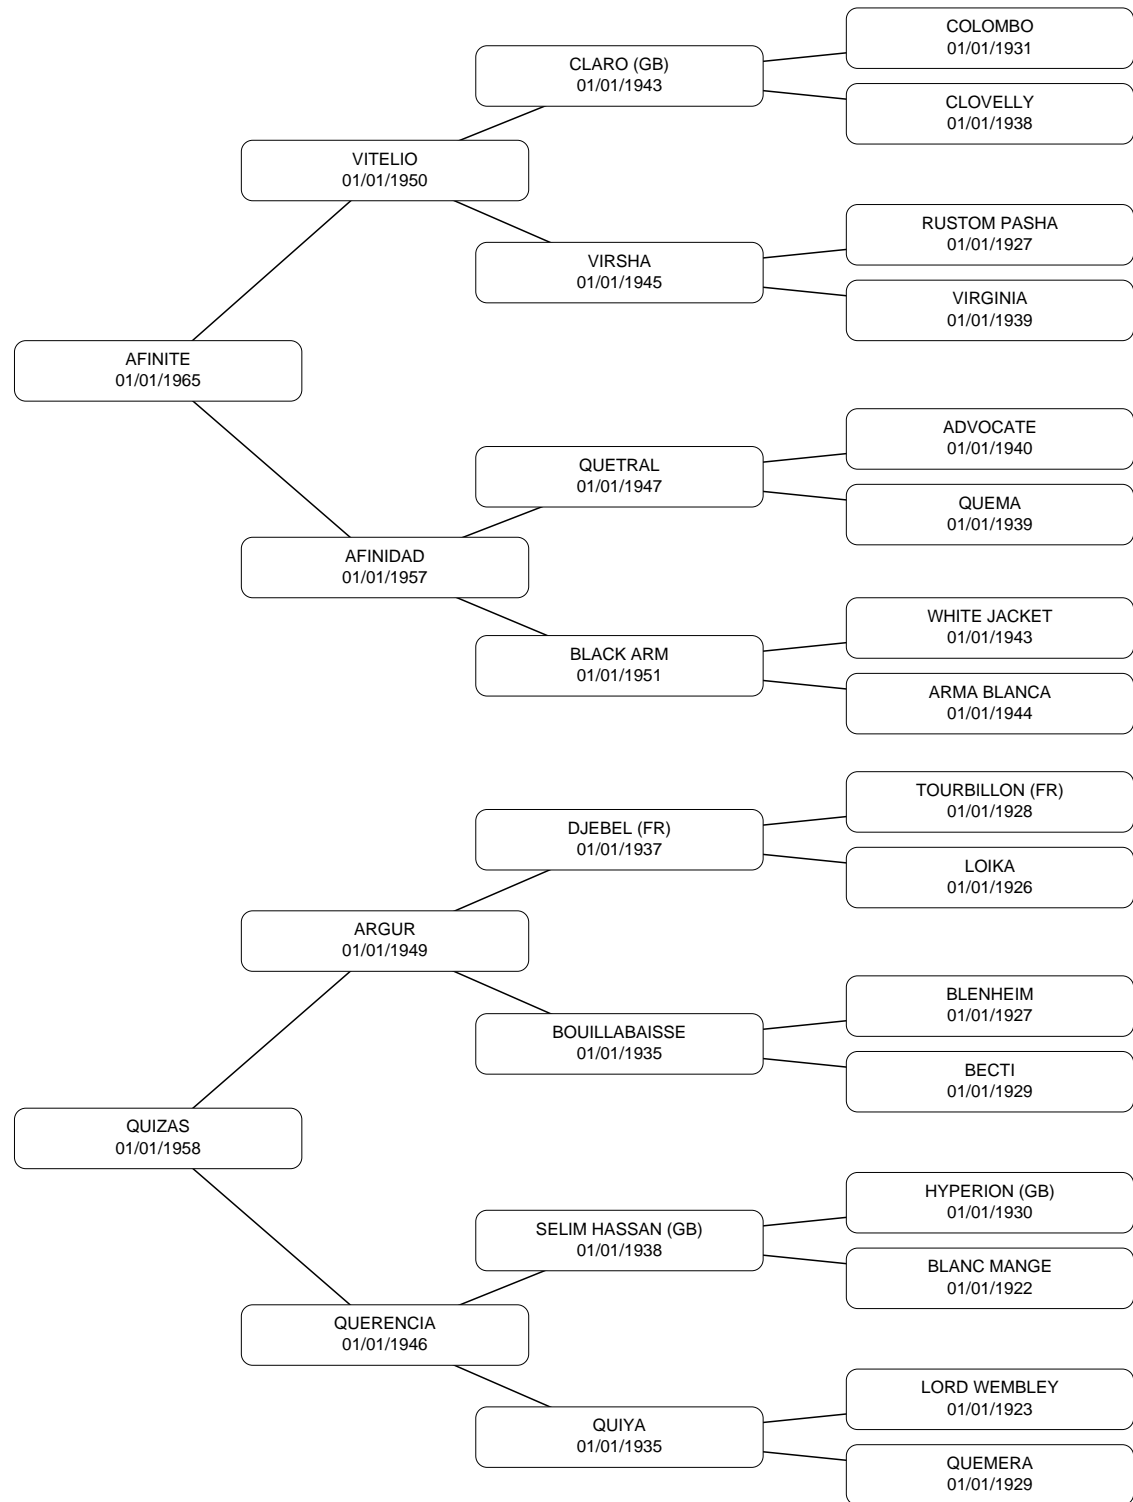 COLOMBO
01/01/1931
CLARO (GB)
01/01/1943
CLOVELLY
01/01/1938
VITELIO
01/01/1950
RUSTOM PASHA
01/01/1927
VIRSHA
01/01/1945
VIRGINIA
01/01/1939
AFINITE
01/01/1965
ADVOCATE
01/01/1940
QUETRAL
01/01/1947
QUEMA
01/01/1939
AFINIDAD
01/01/1957
WHITE JACKET
01/01/1943
BLACK ARM
01/01/1951
ARMA BLANCA
01/01/1944
TOURBILLON (FR)
01/01/1928
DJEBEL (FR)
01/01/1937
LOIKA
01/01/1926
ARGUR
01/01/1949
BLENHEIM
01/01/1927
BOUILLABAISSE
01/01/1935
BECTI
01/01/1929
QUIZAS
01/01/1958
HYPERION (GB)
01/01/1930
SELIM HASSAN (GB)
01/01/1938
BLANC MANGE
01/01/1922
QUERENCIA
01/01/1946
LORD WEMBLEY
01/01/1923
QUIYA
01/01/1935
QUEMERA
01/01/1929